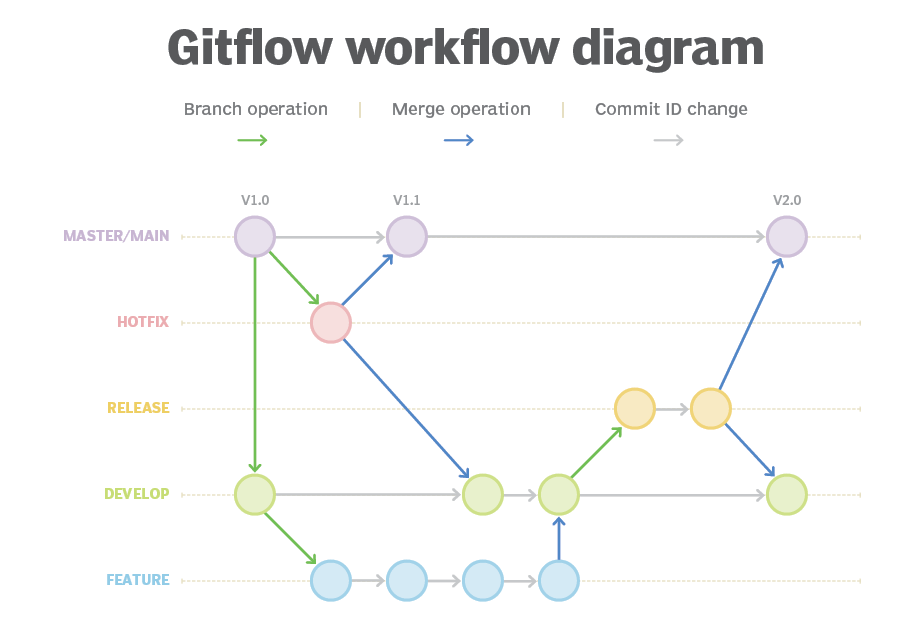 Gitflow workflow diagram
Branch operation | Merge operation | Commit ID change
V1.0 V1.1 V2.0
MASTER/MAIN
HOTFIX
RELEASE
DEVELOP
FEATURE